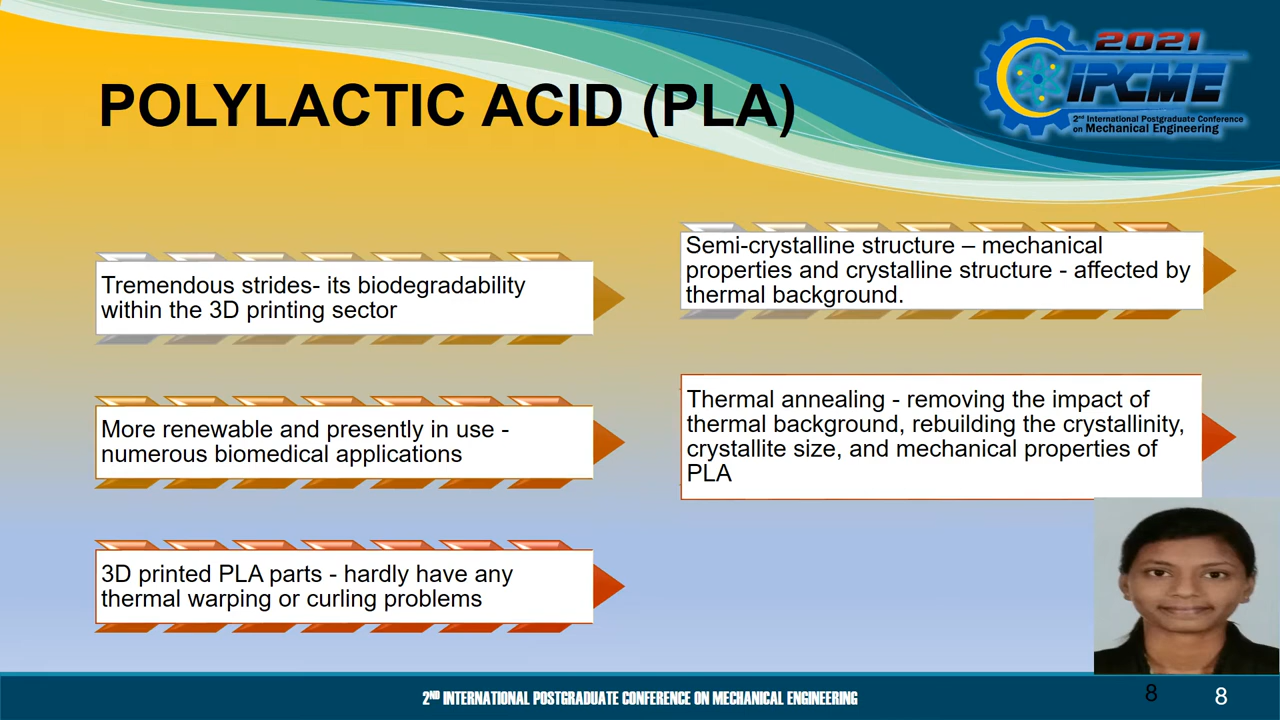 POLYLACTIC ACID (PLA)
2021
IPCME
2nd International Postgraduate Conference
on Mechanical Engineering
Tremendous strides- its biodegradability
within the 3D printing sector
More renewable and presently in use -
numerous biomedical applications
3D printed PLA parts - hardly have any
thermal warping or curling problems
Semi-crystalline structure – mechanical
properties and crystalline structure - affected by
thermal background.
Thermal annealing - removing the impact of
thermal background, rebuilding the crystallinity,
crystallite size, and mechanical properties of
PLA
2ND INTERNATIONAL POSTGRADUATE CONFERENCE ON MECHANICAL ENGINEERING
8
8